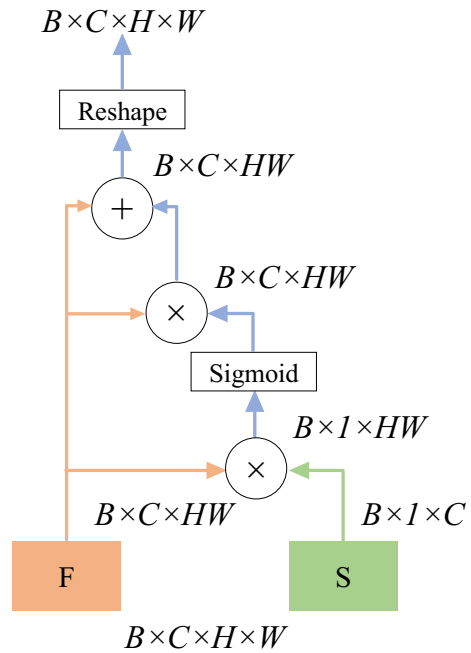 B×C×H×W
Reshape
B×C×HW
+
B×C×HW
×
Sigmoid
B×1×HW
×
B×C×HW
B×1×C
F
S
B×C×H×W